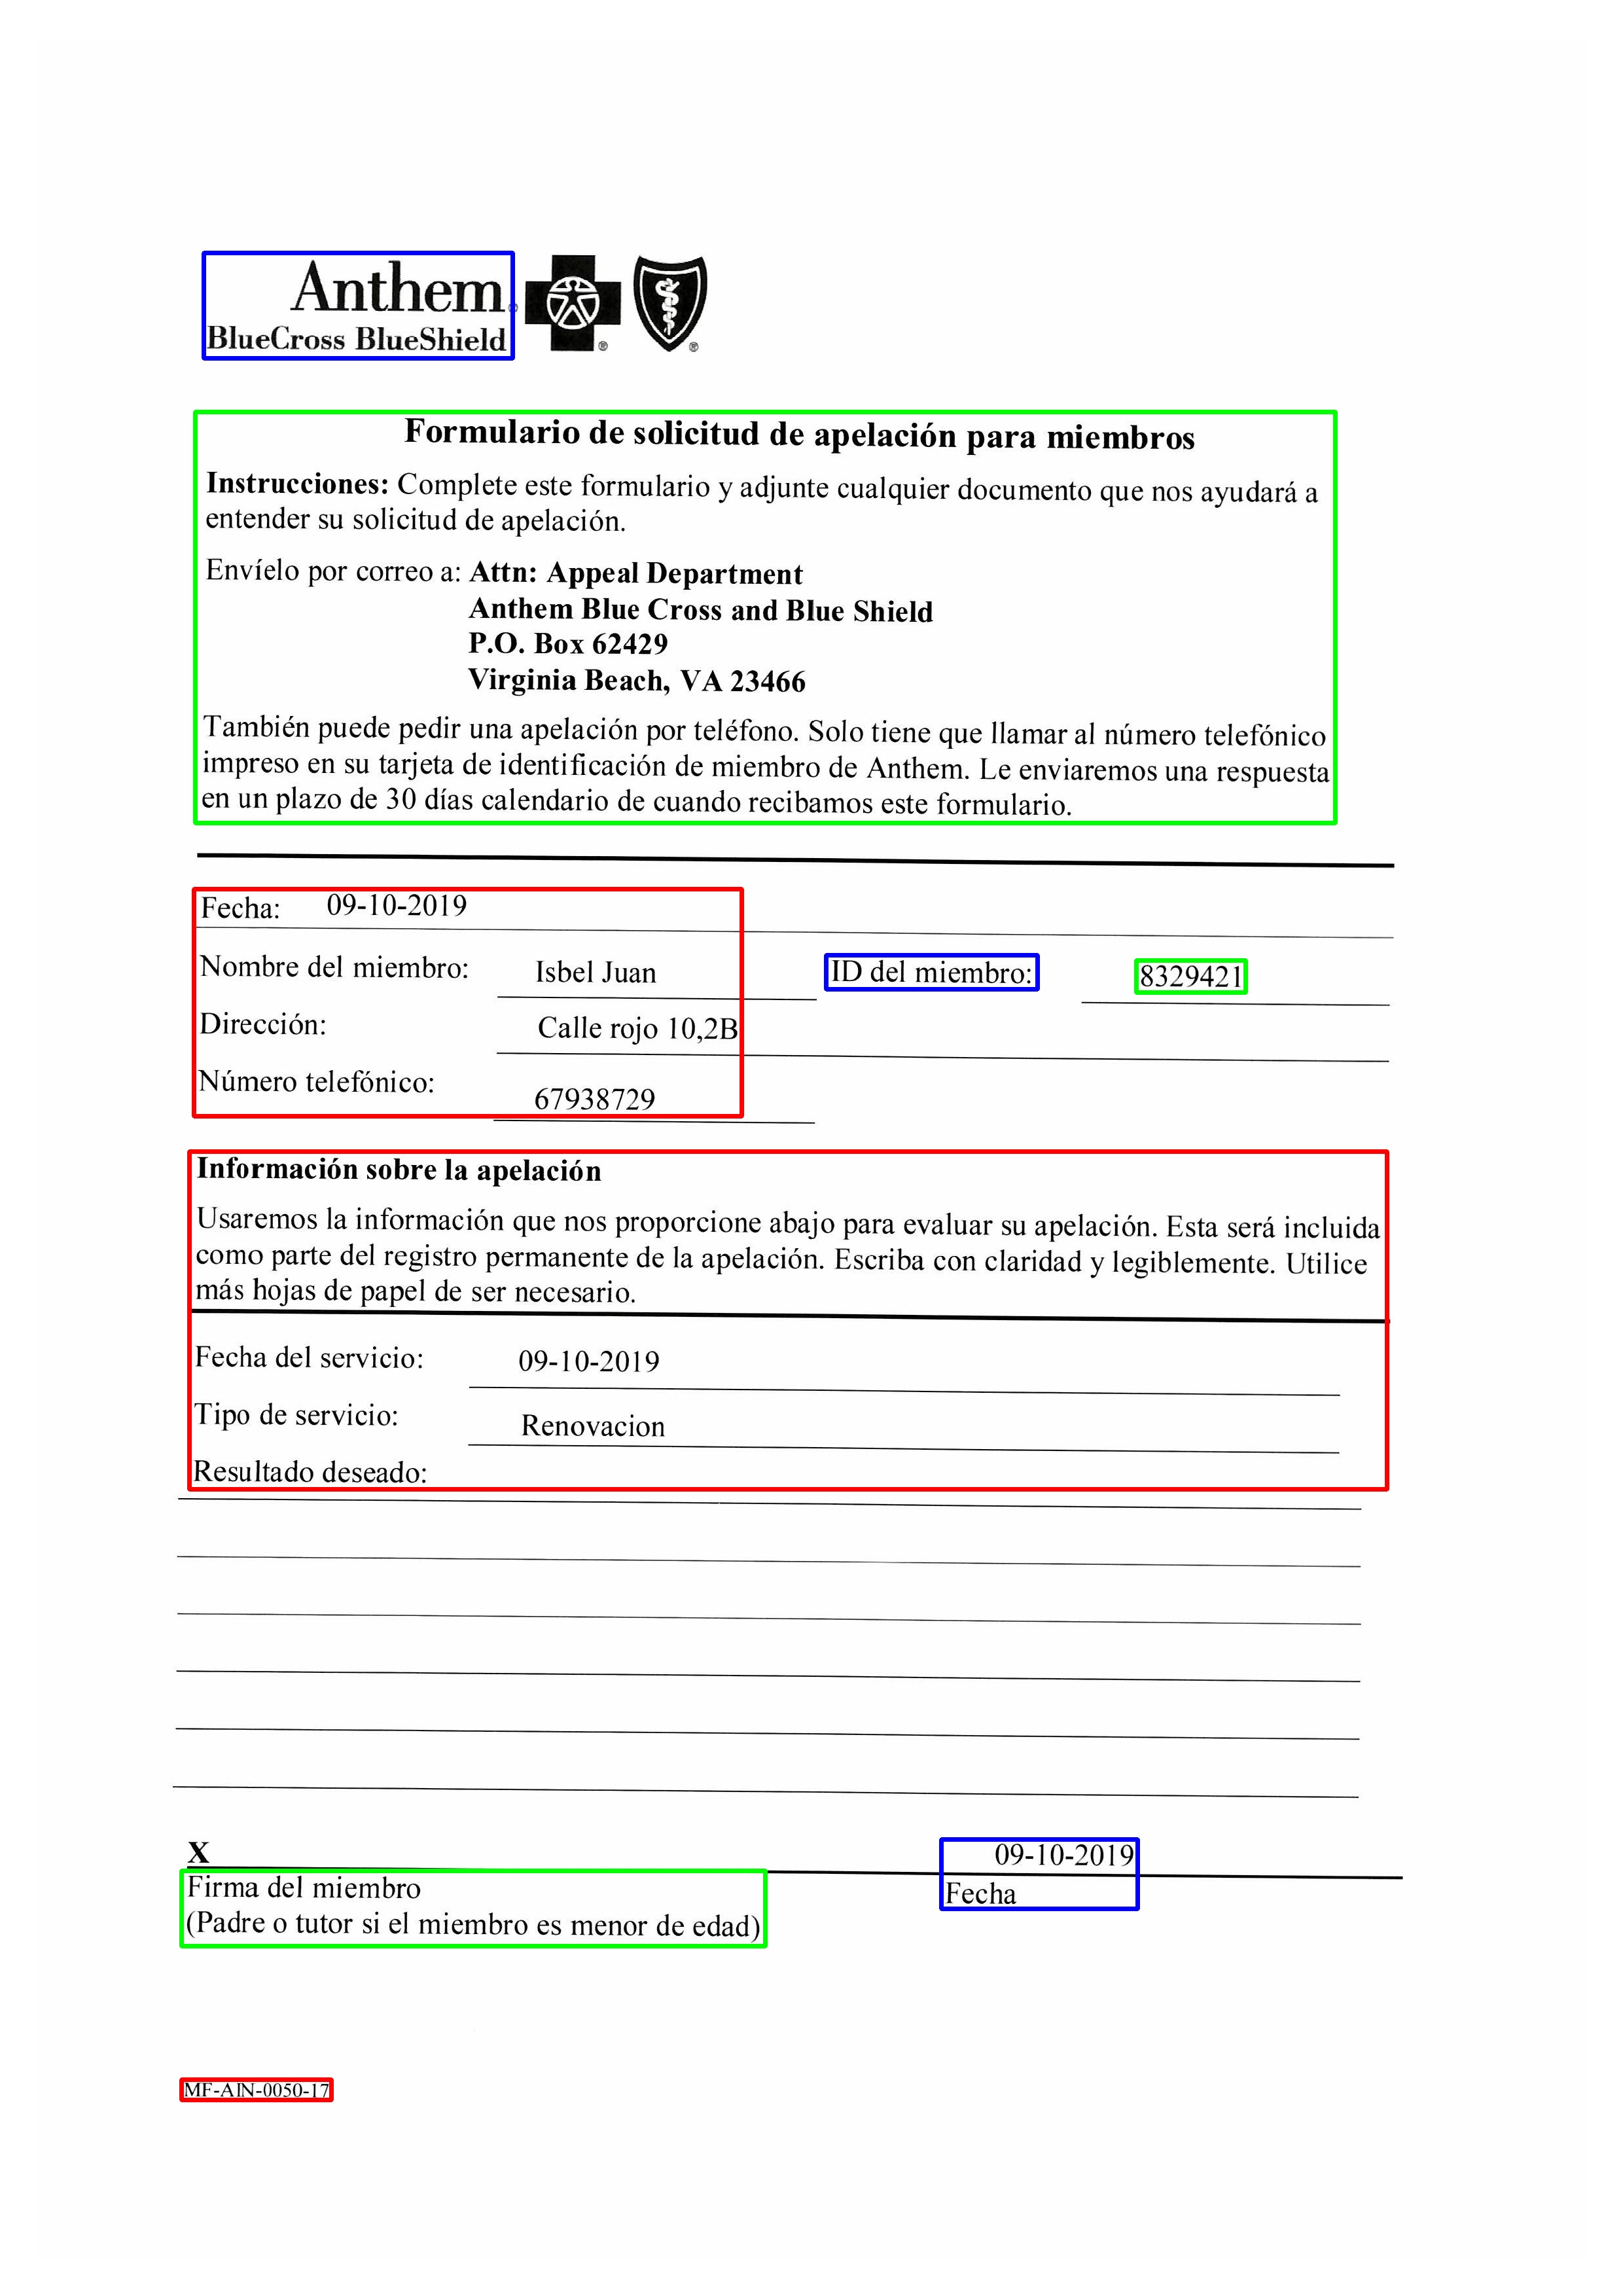 Anthem®
BlueCross BlueShield ® ®
Formulario de solicitud de apelación para miembros
Instrucciones: Complete este formulario y adjunte cualquier documento que nos ayudará a
entender su solicitud de apelación.
Envíelo por correo a: Attn: Appeal Department
Anthem Blue Cross and Blue Shield
P.O. Box 62429
Virginia Beach, VA 23466
También puede pedir una apelación por teléfono. Solo tiene que llamar al número telefónico
impreso en su tarjeta de identificación de miembro de Anthem. Le enviaremos una respuesta
en un plazo de 30 días calendario de cuando recibamos este formulario.
Fecha: 09-10-2019
Nombre del miembro: Isbel Juan ID del miembro: 8329421
Dirección: Calle rojo 10,2B
Número telefónico: 67938729
Información sobre la apelación
Usaremos la información que nos proporcione abajo para evaluar su apelación. Esta será incluida
como parte del registro permanente de la apelación. Escriba con claridad y legiblemente. Utilice
más hojas de papel de ser necesario.
Fecha del servicio: 09-10-2019
Tipo de servicio: Renovacion
Resultado deseado:
X 09-10-2019
Firma del miembro Fecha
(Padre o tutor si el miembro es menor de edad)
MF-AIN-0050-17